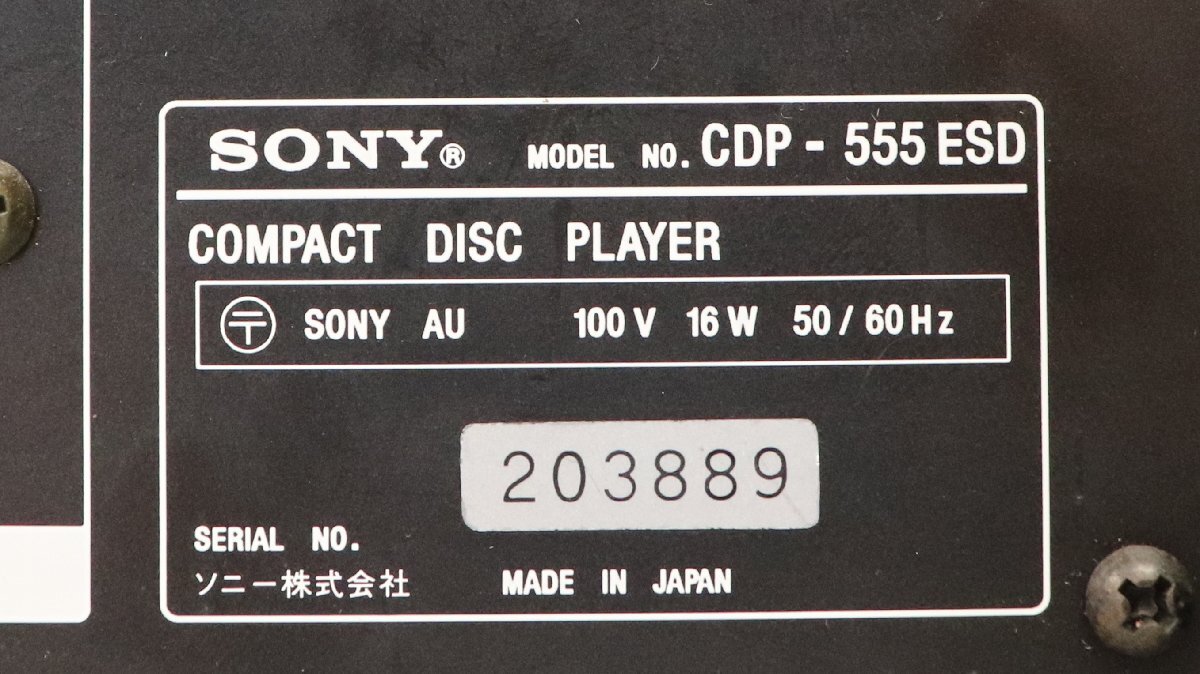 SONY® MODEL NO. CDP - 555 ESD
COMPACT DISC PLAYER
〶 SONY AU 100 V 16 W 50 / 60 Hz
203889
SERIAL NO.
ソニー株式会社 MADE IN JAPAN